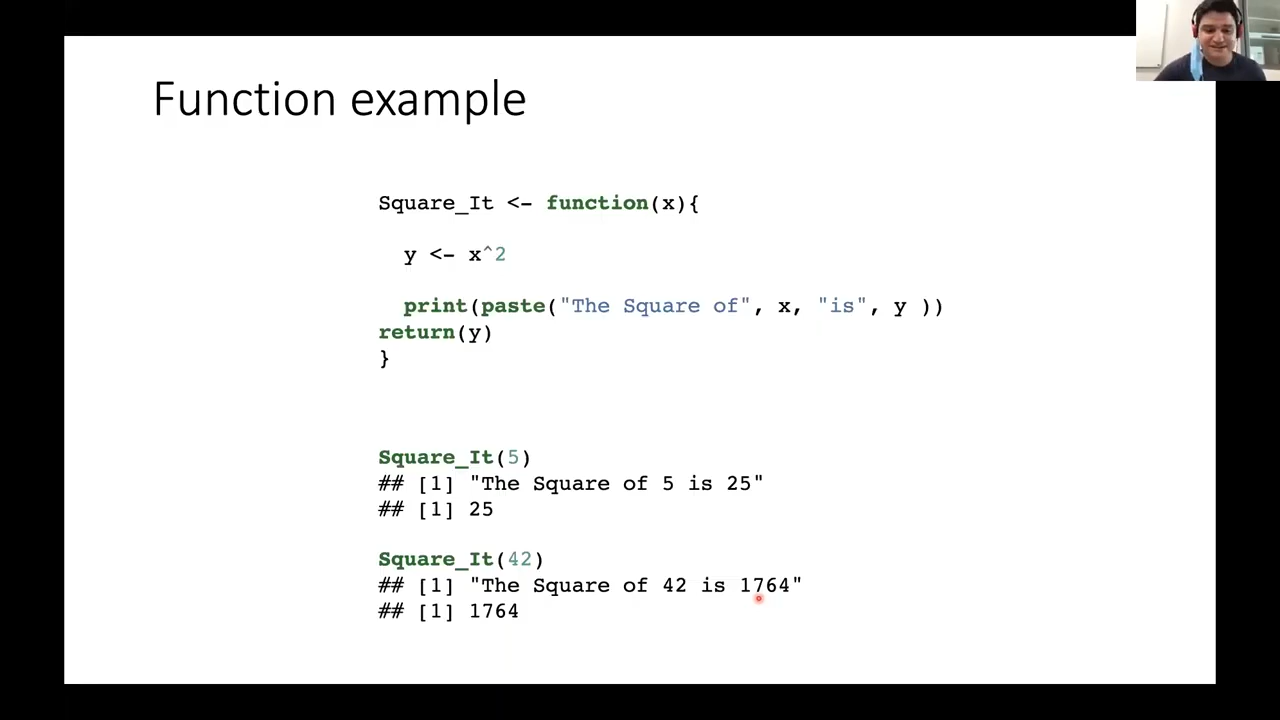 Function example
Square_It <- function(x){
y <- x^2
print(paste("The Square of", x, "is", y ))
return(y)
}
Square_It(5)
## [1] "The Square of 5 is 25"
## [1] 25
Square_It(42)
## [1] "The Square of 42 is 1764"
## [1] 1764